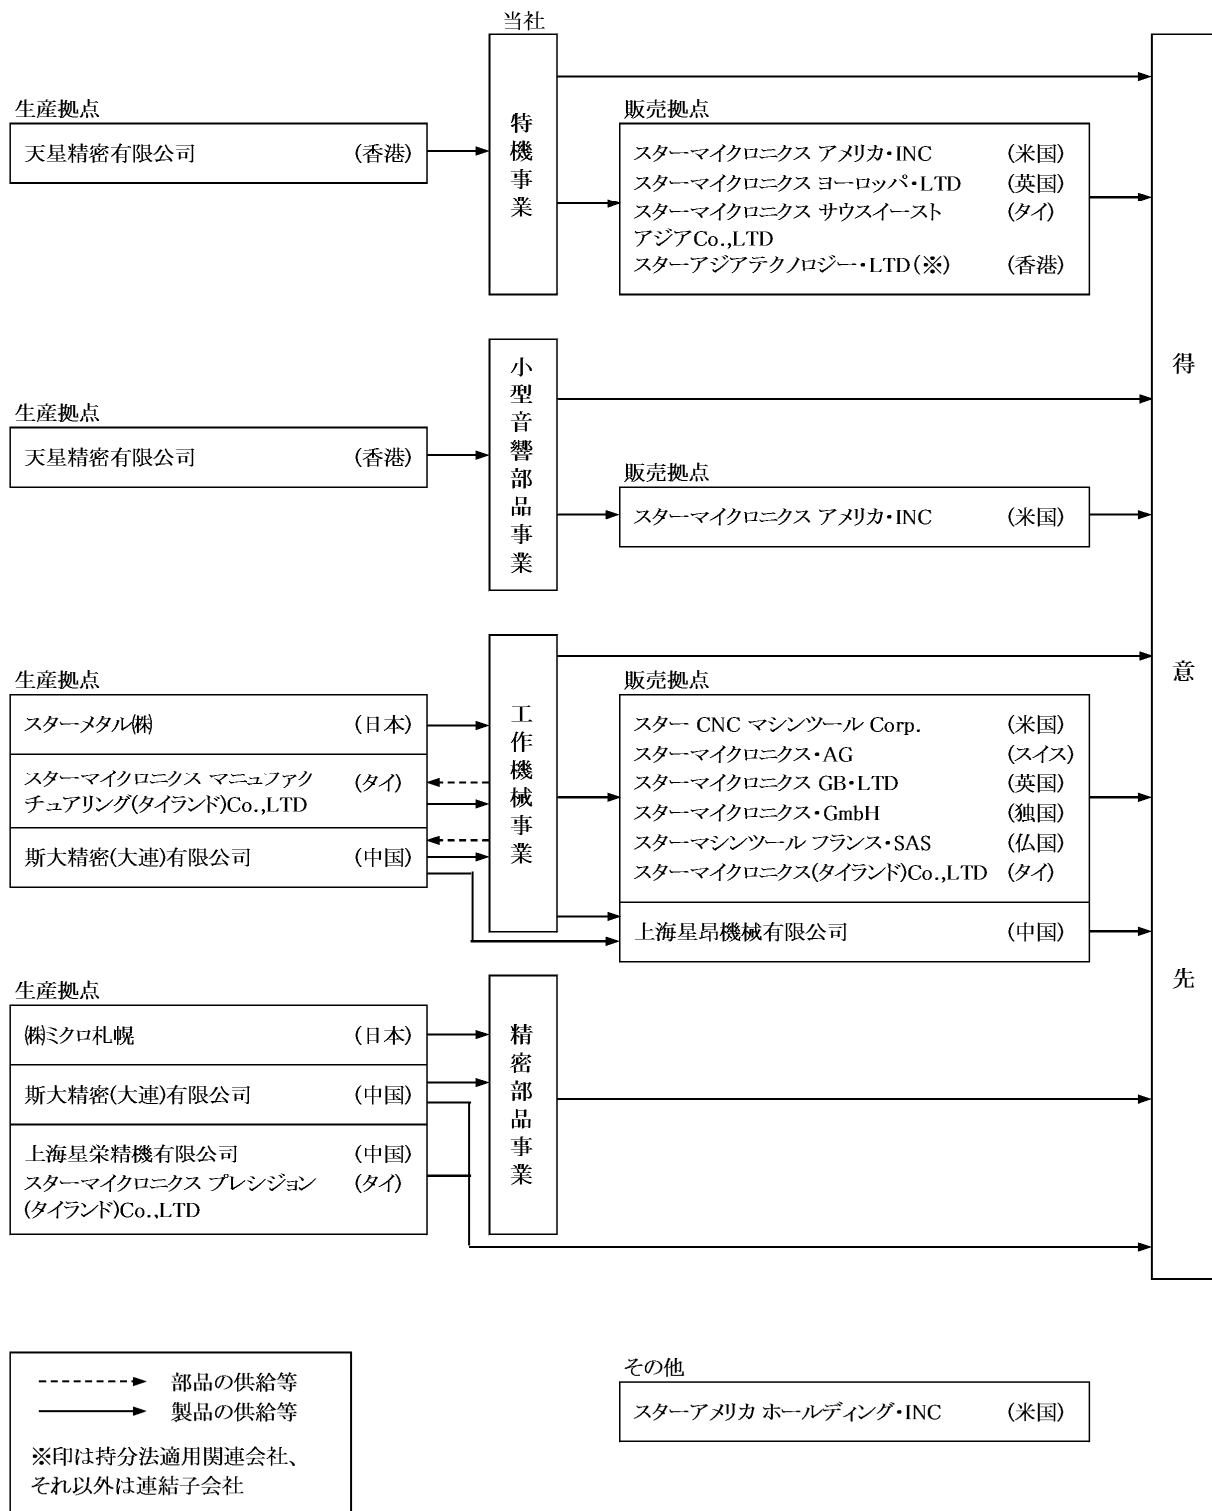 当社
特機事業
生産拠点
天星精密有限公司 (香港)
販売拠点
スターマイクロニクス アメリカ・INC (米国)
スターマイクロニクス ヨーロッパ・LTD (英国)
スターマイクロニクス サウスイースト (タイ)
アジアCo.,LTD
スターアジアテクノロジー・LTD(※) (香港)
小型音響部品事業
生産拠点
天星精密有限公司 (香港)
販売拠点
スターマイクロニクス アメリカ・INC (米国)
工作機械事業
生産拠点
スターメタル㈱ (日本)
スターマイクロニクス マニュファク (タイ)
チュアリング(タイランド)Co.,LTD
斯大精密(大連)有限公司 (中国)
販売拠点
スター CNC マシンツール Corp. (米国)
スターマイクロニクス・AG (スイス)
スターマイクロニクス GB・LTD (英国)
スターマイクロニクス・GmbH (独国)
スターマシンツール フランス・SAS (仏国)
スターマイクロニクス(タイランド)Co.,LTD (タイ)
上海星昂機械有限公司 (中国)
精密部品事業
生産拠点
㈱ミクロ札幌 (日本)
斯大精密(大連)有限公司 (中国)
上海星栄精機有限公司 (中国)
スターマイクロニクス プレシジョン (タイ)
(タイランド)Co.,LTD
得意先
部品の供給等
製品の供給等
※印は持分法適用関連会社、
それ以外は連結子会社
その他
スターアメリカ ホールディング・INC (米国)